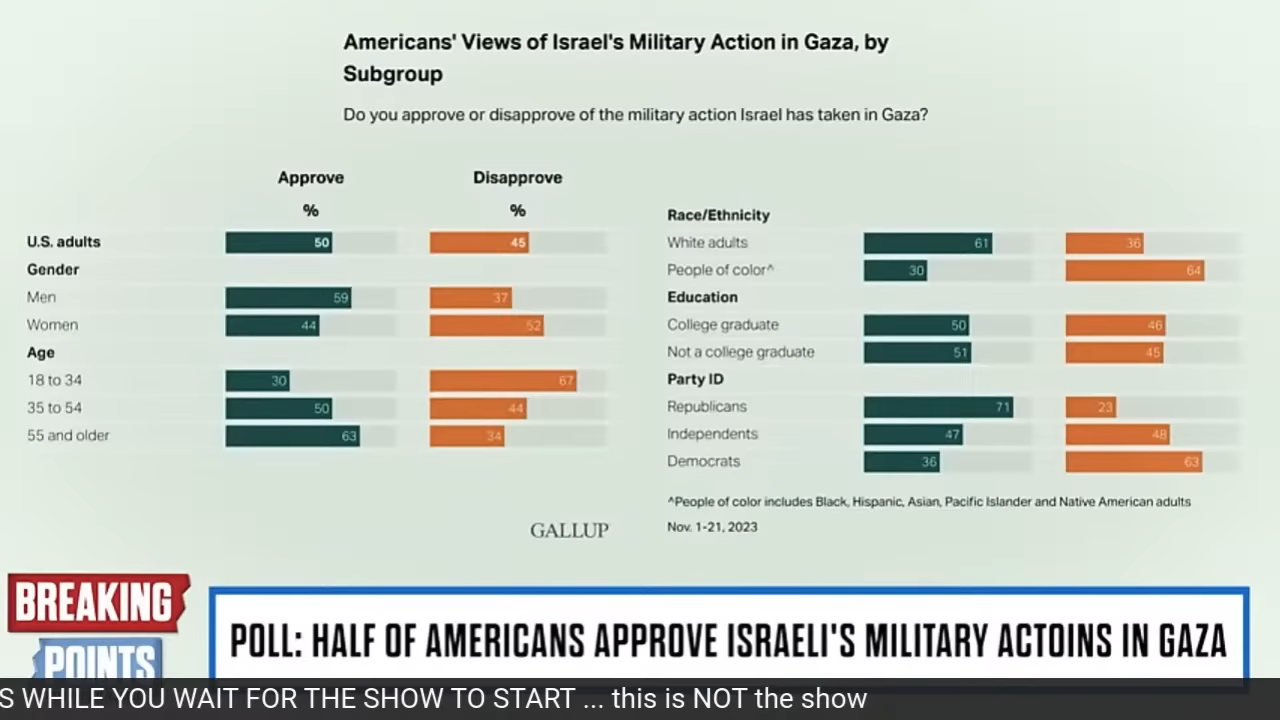 Americans' Views of Israel's Military Action in Gaza, by
Subgroup
Do you approve or disapprove of the military action Israel has taken in Gaza?
Approve Disapprove
% %
U.S. adults 50 45
Gender
Men 59 37
Women 44 52
Age
18 to 34 30 67
35 to 54 50 44
55 and older 63 34
Race/Ethnicity
White adults 61 36
People of color^ 30 64
Education
College graduate 50 46
Not a college graduate 51 45
Party ID
Republicans 71 23
Independents 47 48
Democrats 36 63
^People of color includes Black, Hispanic, Asian, Pacific Islander and Native American adults
Nov. 1-21, 2023
GALLUP
BREAKING
POINTS
POLL: HALF OF AMERICANS APPROVE ISRAELI'S MILITARY ACTOINS IN GAZA
S WHILE YOU WAIT FOR THE SHOW TO START ... this is NOT the show